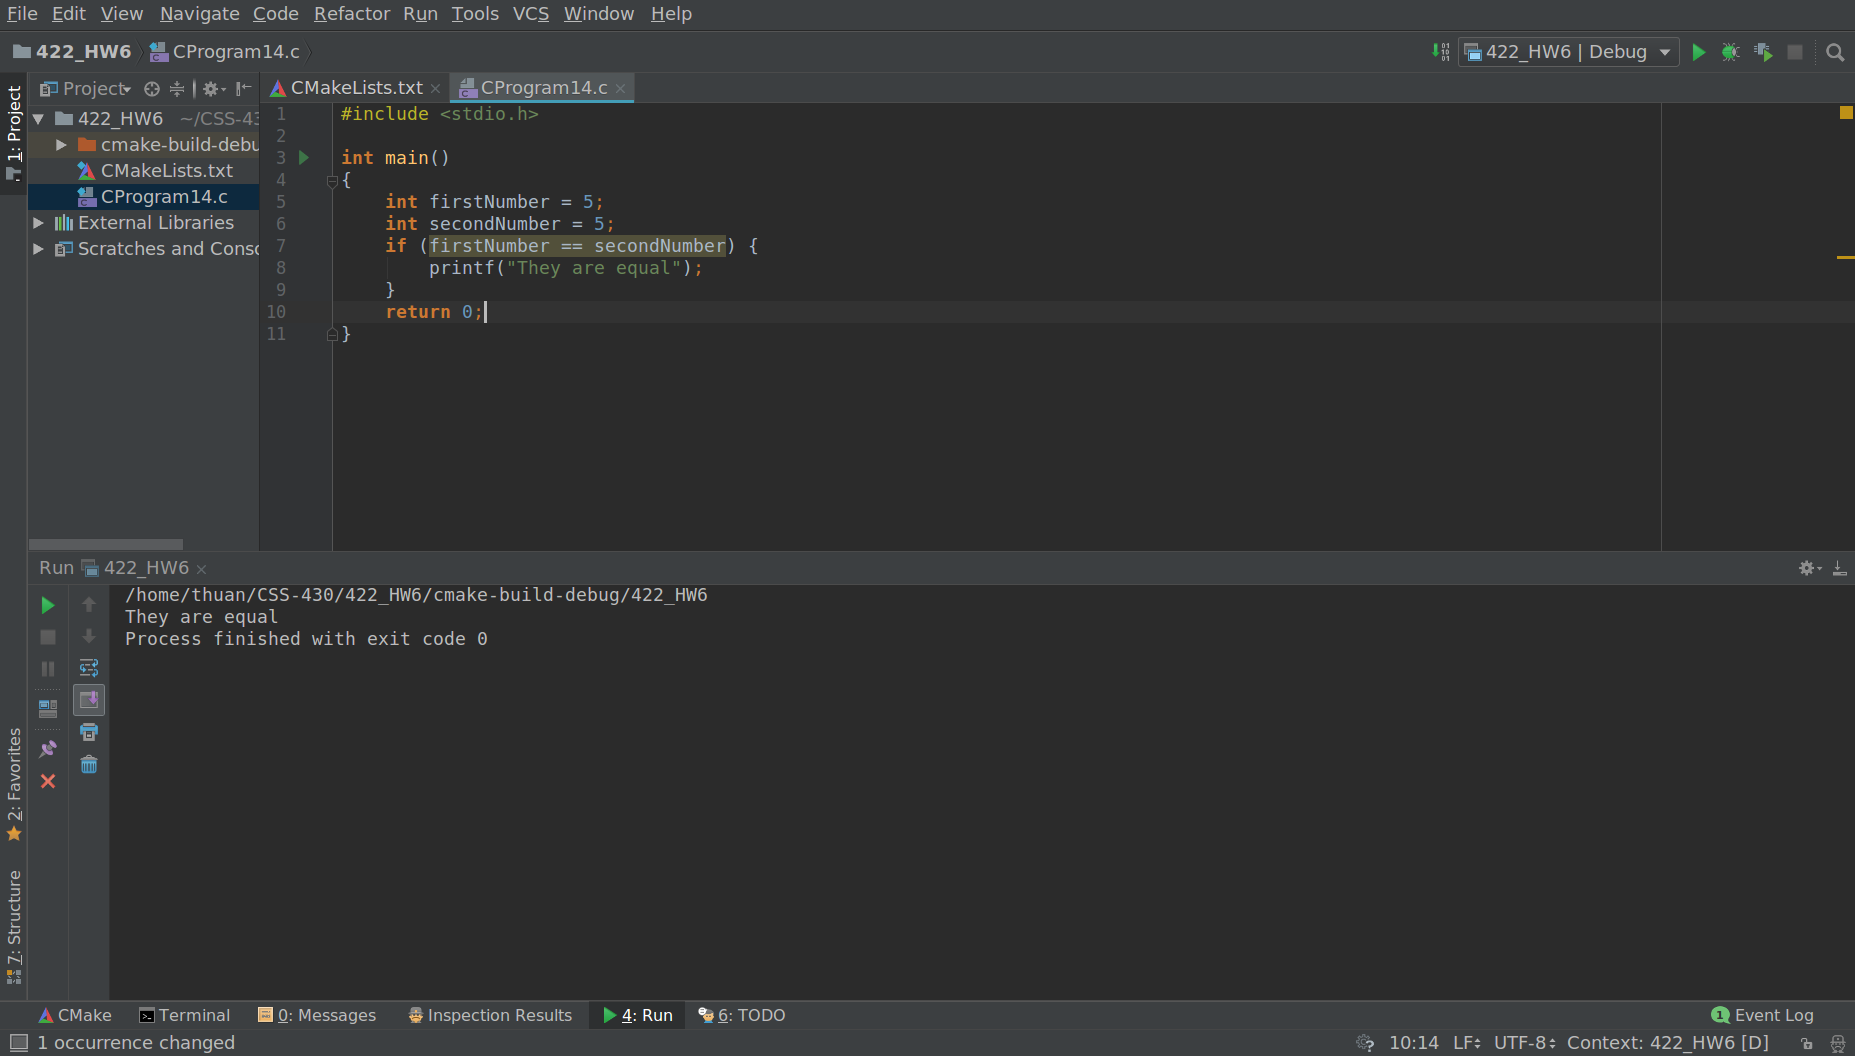 File Edit View Navigate Code Refactor Run Tools VCS Window Help
422_HW6 CProgram14.c
422_HW6 | Debug
1: Project
Project
CMakeLists.txt
CProgram14.c
422_HW6 ~/CSS-43
cmake-build-debu
CMakeLists.txt
CProgram14.c
External Libraries
Scratches and Conso
1 #include <stdio.h>
2
3 int main()
4 {
5 int firstNumber = 5;
6 int secondNumber = 5;
7 if (firstNumber == secondNumber) {
8 printf("They are equal");
9 }
10 return 0;
11 }
Run 422_HW6
/home/thuan/CSS-430/422_HW6/cmake-build-debug/422_HW6
They are equal
Process finished with exit code 0
2: Favorites
7: Structure
CMake Terminal 0: Messages Inspection Results 4: Run 6: TODO 1 Event Log
1 occurrence changed 10:14 LF UTF-8 Context: 422_HW6 [D]